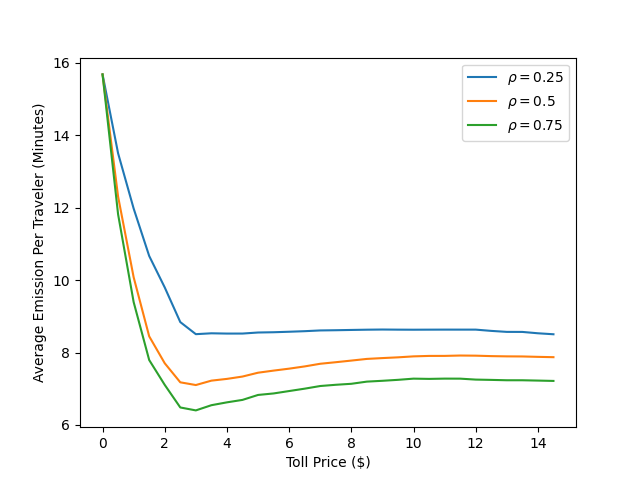 16
14
12
10
8
6
Average Emission Per Traveler (Minutes)
ρ = 0.25
ρ = 0.5
ρ = 0.75
0 2 4 6 8 10 12 14
Toll Price ($)